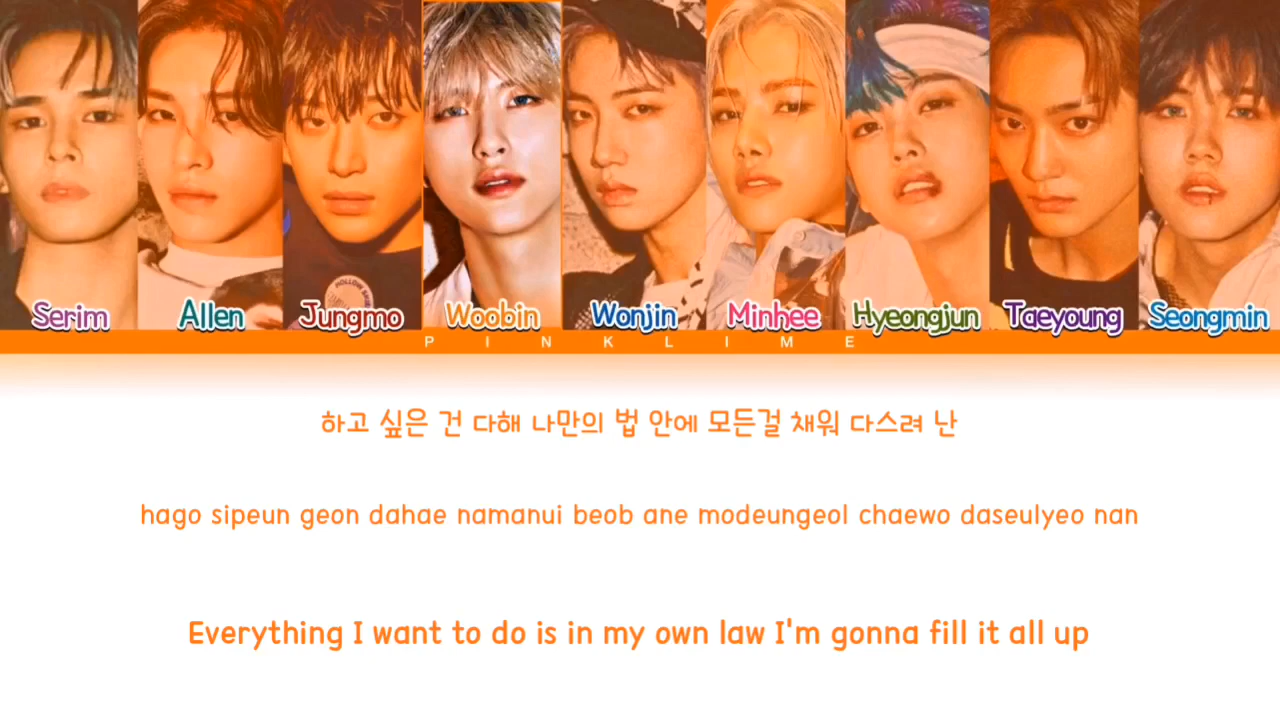 Serim Allen Jungmo Woobin Wonjin Minhee Hyeongjun Taeyoung Seongmin
PINKLIME
하고 싶은 건 다해 나만의 법 안에 모든걸 채워 다스려 난
hago sipeun geon dahae namanui beob ane modeungeol chaewo daseulyeo nan
Everything I want to do is in my own law I'm gonna fill it all up